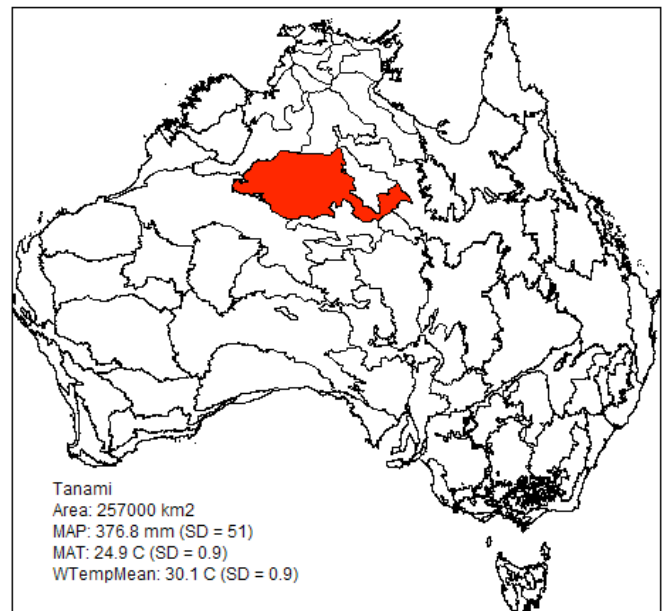 Tanami
Area: 257000 km2
MAP: 376.8 mm (SD = 51)
MAT: 24.9 C (SD = 0.9)
WTempMean: 30.1 C (SD = 0.9)